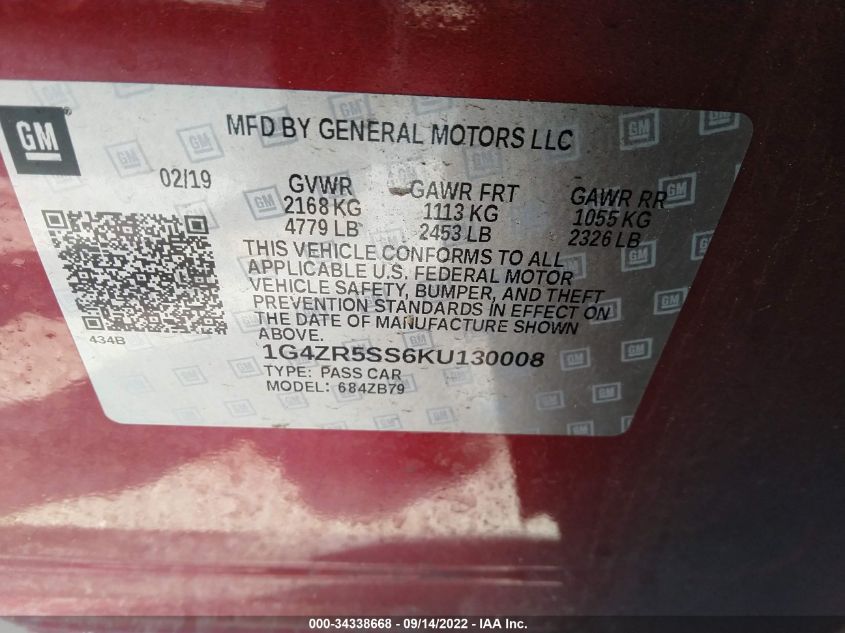 GM
MFD BY GENERAL MOTORS LLC
02/19 GVWR GAWR FRT GAWR RR
2168 KG 1113 KG 1055 KG
4779 LB 2453 LB 2326 LB
THIS VEHICLE CONFORMS TO ALL
APPLICABLE U.S. FEDERAL MOTOR
VEHICLE SAFETY, BUMPER, AND THEFT
PREVENTION STANDARDS IN EFFECT ON
THE DATE OF MANUFACTURE SHOWN
ABOVE.
434B
1G4ZR5SS6KU130008
TYPE: PASS CAR
MODEL: 684ZB79
000-34338668 - 09/14/2022 - IAA Inc.